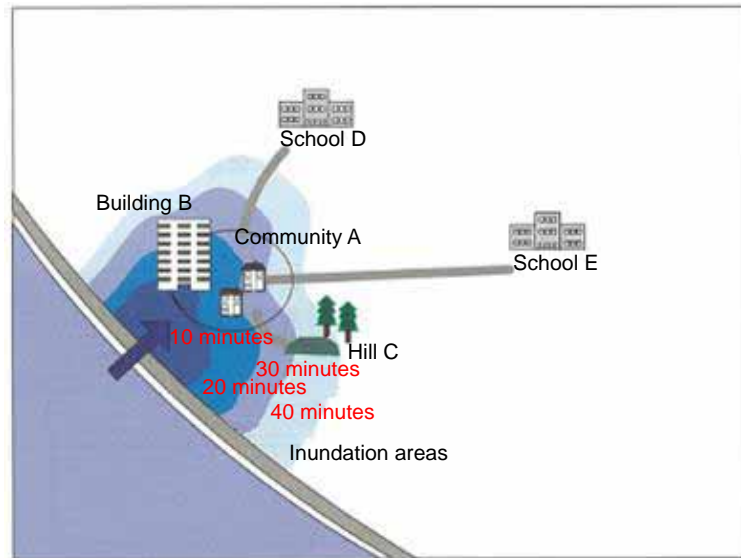 School D
Building B
Community A
School E
10 minutes
Hill C
30 minutes
20 minutes
40 minutes
Inundation areas